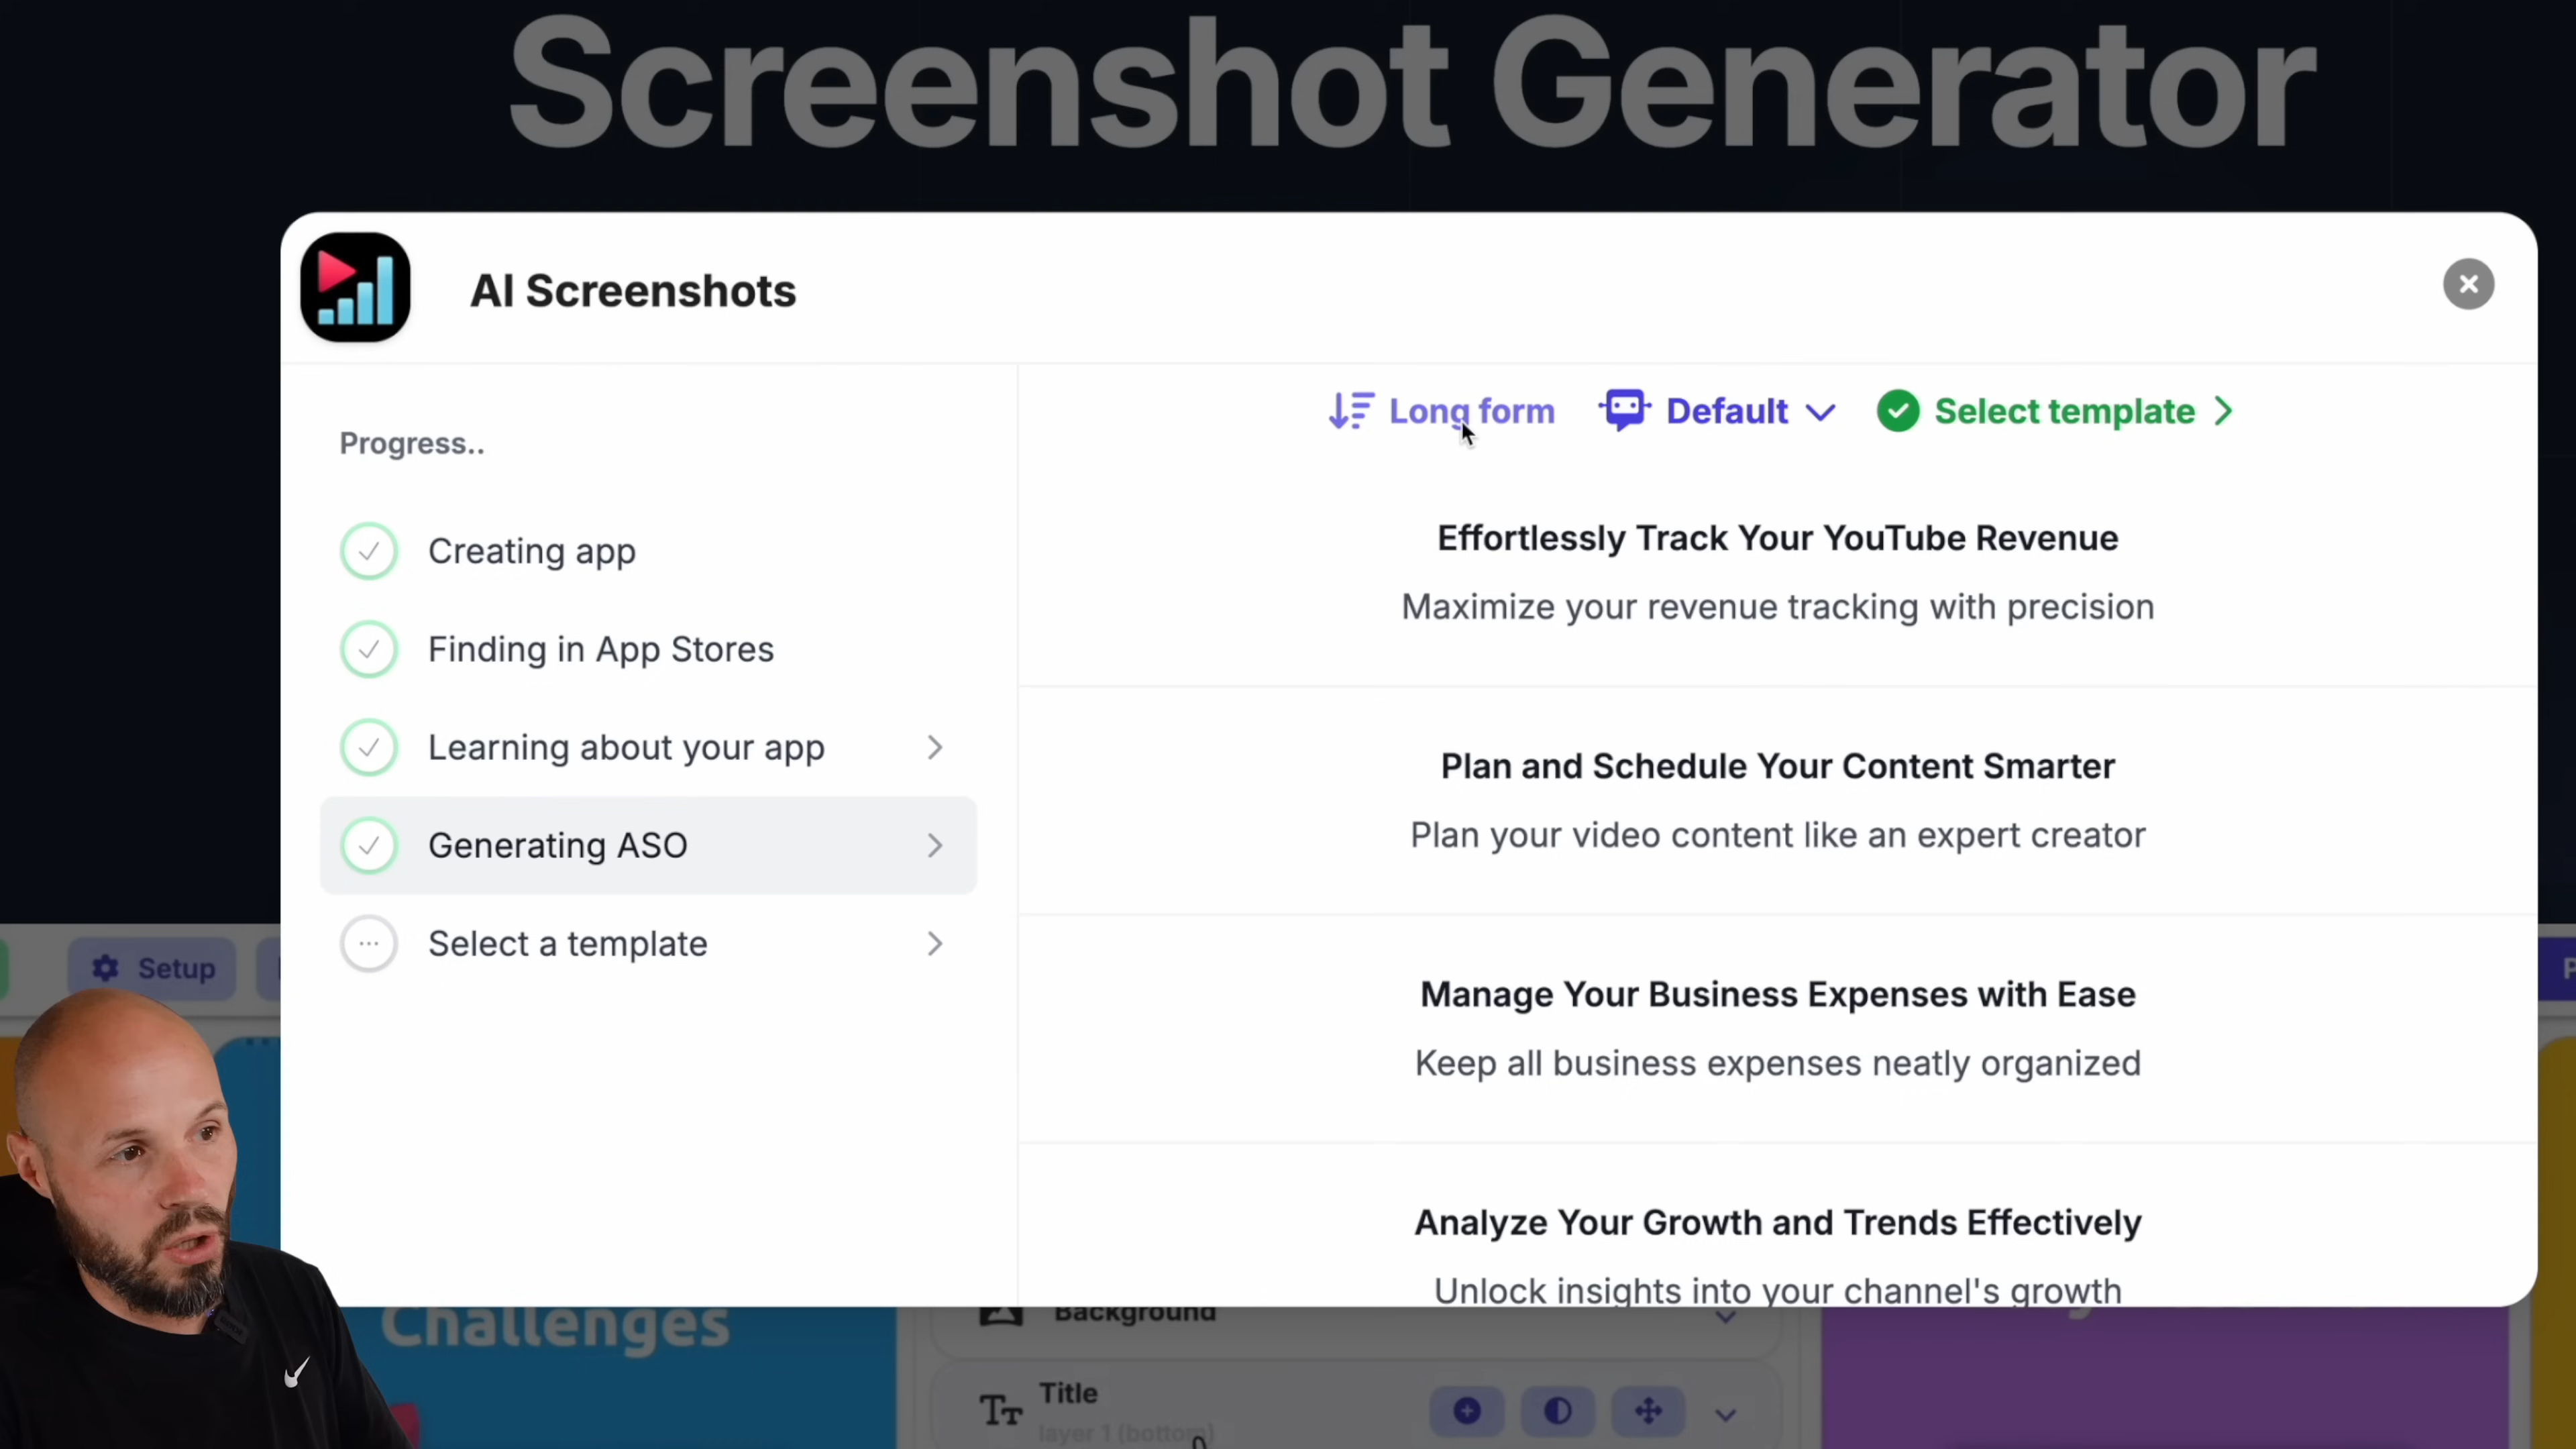 Screenshot Generator
AI Screenshots
Progress..
Creating app
Finding in App Stores
Learning about your app
Generating ASO
Select a template
Long form
Default
Select template
Effortlessly Track Your YouTube Revenue
Maximize your revenue tracking with precision
Plan and Schedule Your Content Smarter
Plan your video content like an expert creator
Manage Your Business Expenses with Ease
Keep all business expenses neatly organized
Analyze Your Growth and Trends Effectively
Unlock insights into your channel's growth
Setup
Challenges
Background
Title
layer 1 (bottom)